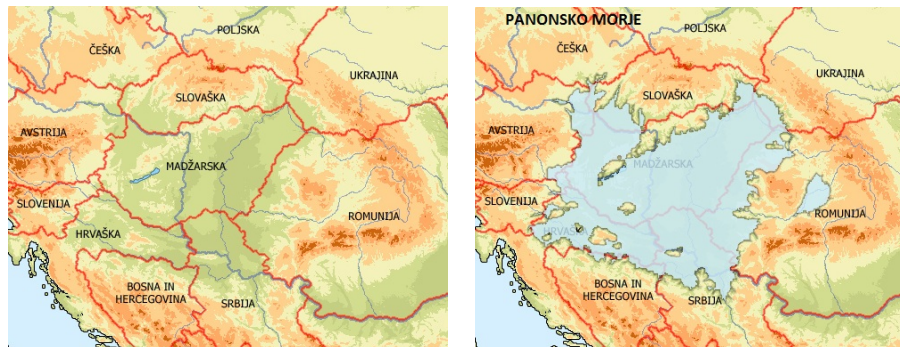 POLJSKA
ČEŠKA
UKRAJINA
SLOVAŠKA
AVSTRIJA
MADŽARSKA
SLOVENIJA
ROMUNIJA
HRVAŠKA
BOSNA IN
HERCEGOVINA
SRBIJA
PANONSKO MORJE
POLJSKA
ČEŠKA
UKRAJINA
SLOVAŠKA
AVSTRIJA
MADŽARSKA
SLOVENIJA
ROMUNIJA
HRVAŠKA
BOSNA IN
HERCEGOVINA
SRBIJA